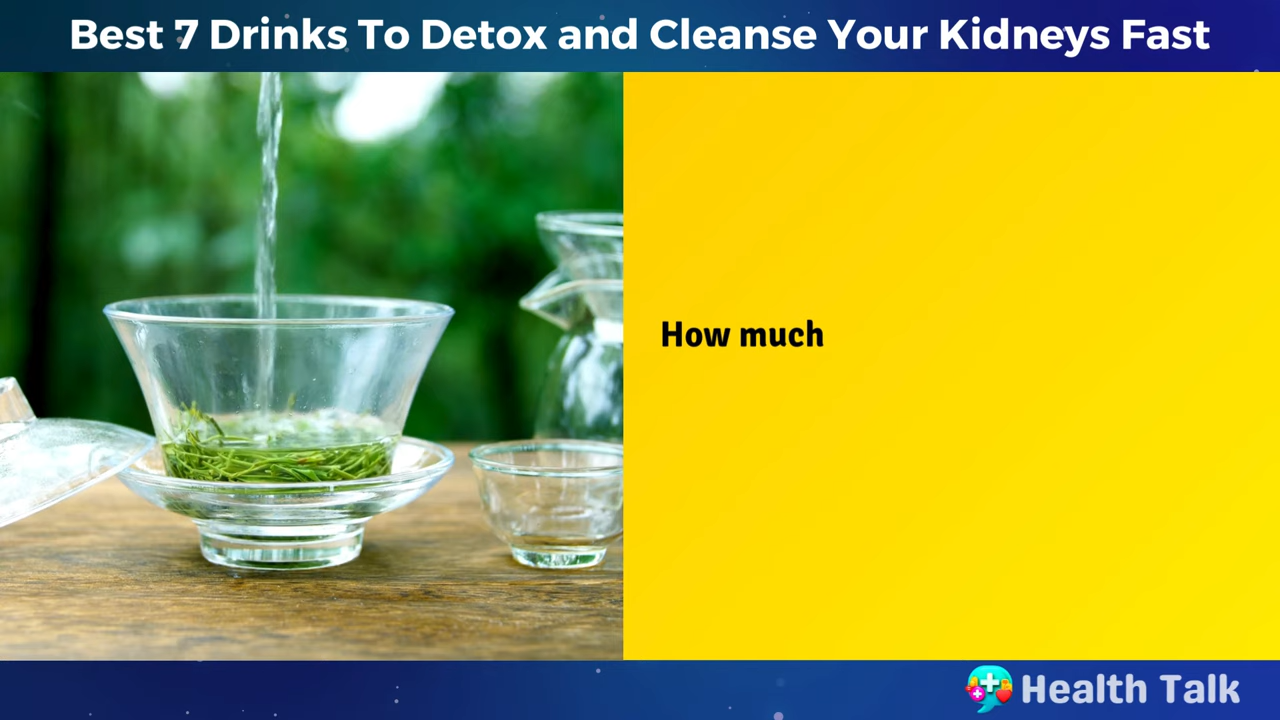 Best 7 Drinks To Detox and Cleanse Your Kidneys Fast
How much
Health Talk